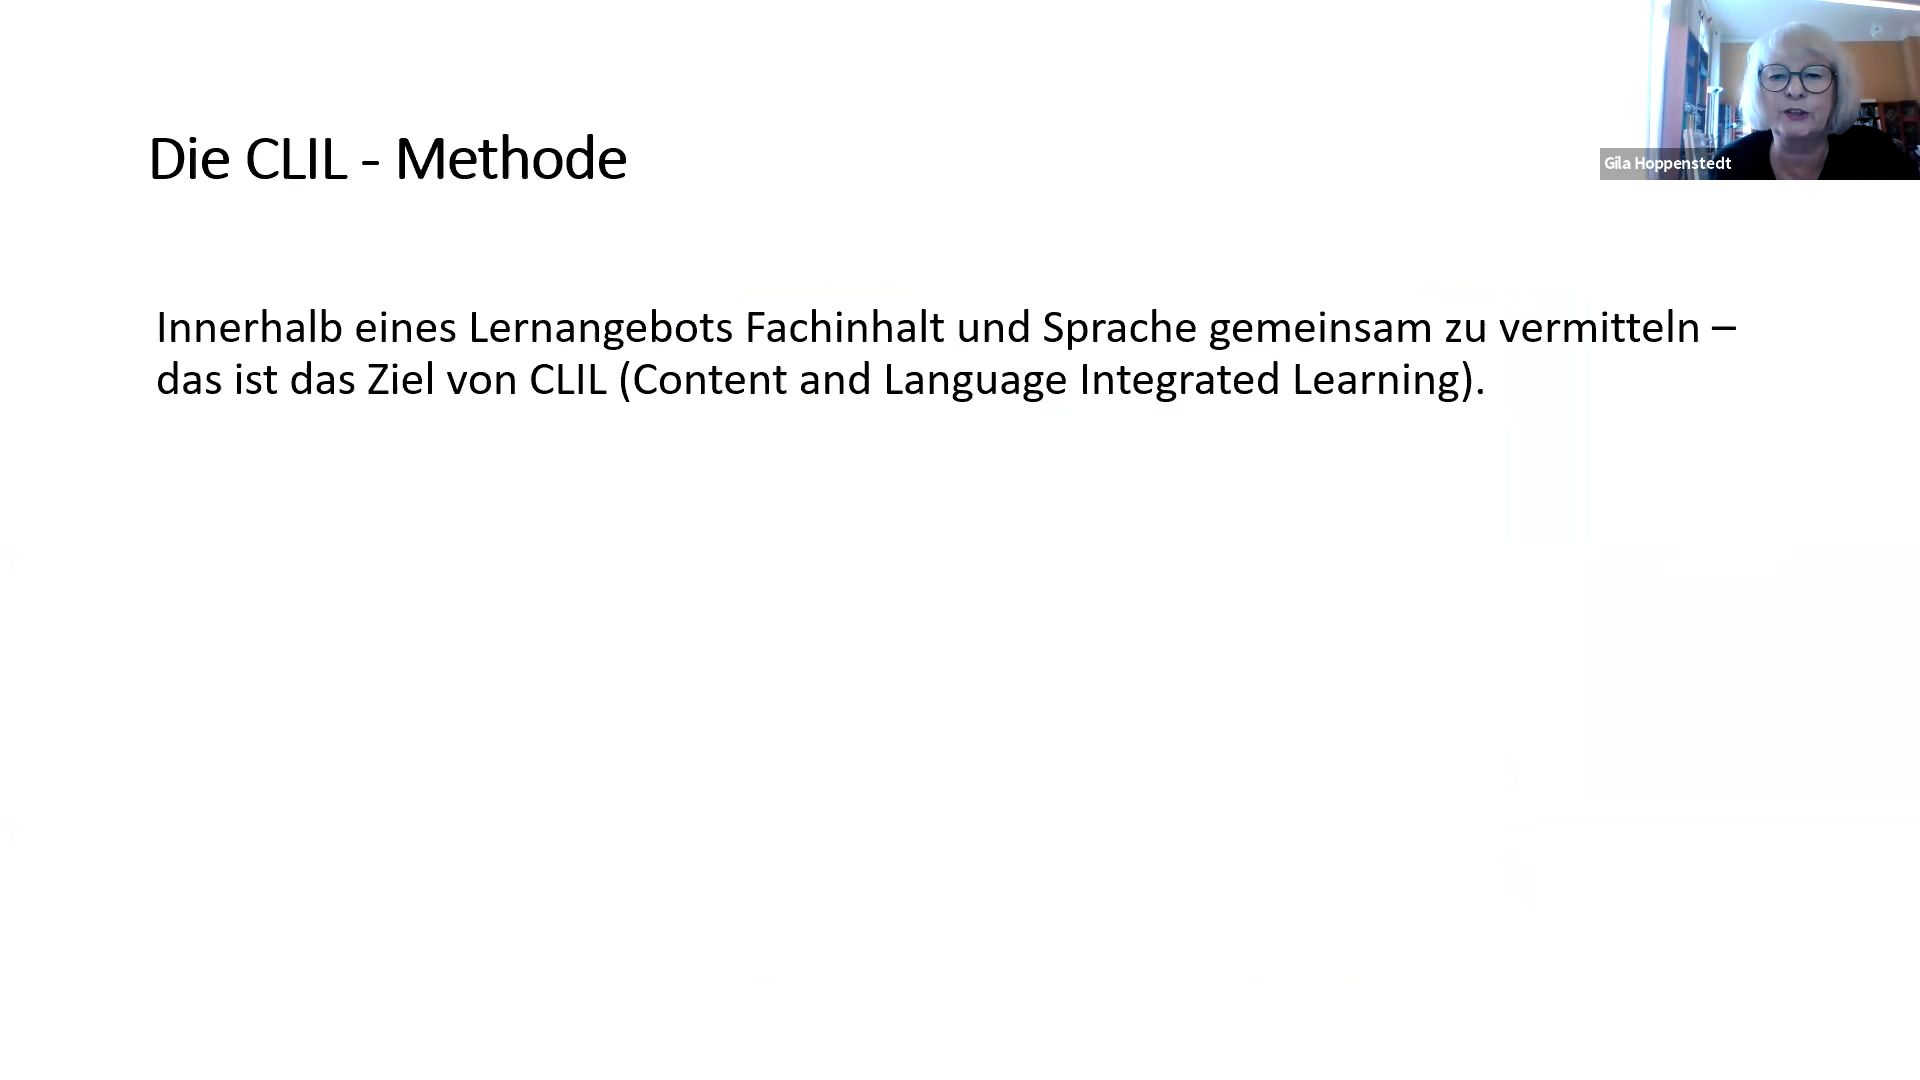 Die CLIL - Methode
Gila Hoppenstedt
Innerhalb eines Lernangebots Fachinhalt und Sprache gemeinsam zu vermitteln –
das ist das Ziel von CLIL (Content and Language Integrated Learning).